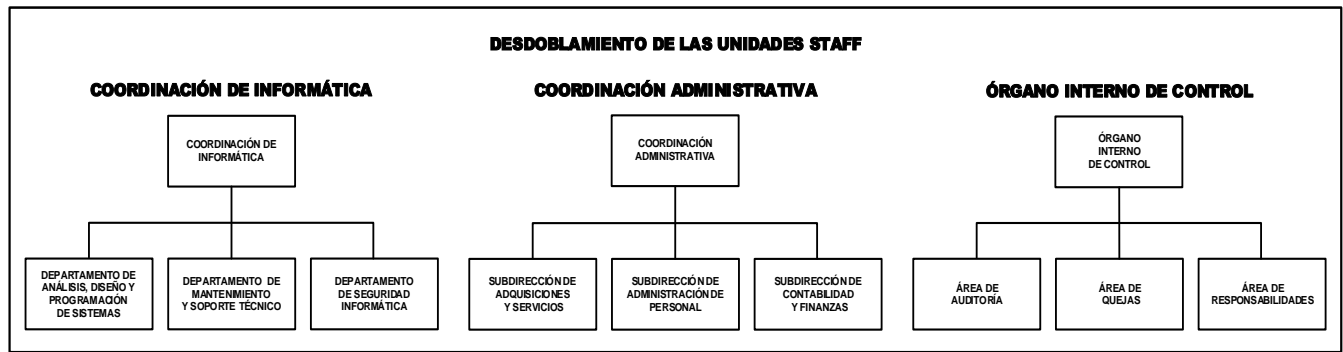 DESDOBLAMIENTO DE LAS UNIDADES STAFF
COORDINACIÓN DE INFORMÁTICA
COORDINACIÓN DE
INFORMÁTICA
DEPARTAMENTO DE
ANÁLISIS, DISEÑO Y
PROGRAMACIÓN
DE SISTEMAS
DEPARTAMENTO DE
MANTENIMIENTO
Y SOPORTE TÉCNICO
DEPARTAMENTO
DE SEGURIDAD
INFORMÁTICA
COORDINACIÓN ADMINISTRATIVA
COORDINACIÓN
ADMINISTRATIVA
SUBDIRECCIÓN DE
ADQUISICIONES
Y SERVICIOS
SUBDIRECCIÓN DE
ADMINISTRACIÓN DE
PERSONAL
SUBDIRECCIÓN DE
CONTABILIDAD
Y FINANZAS
ÓRGANO INTERNO DE CONTROL
ÓRGANO
INTERNO
DE CONTROL
ÁREA DE
AUDITORÍA
ÁREA DE
QUEJAS
ÁREA DE
RESPONSABILIDADES